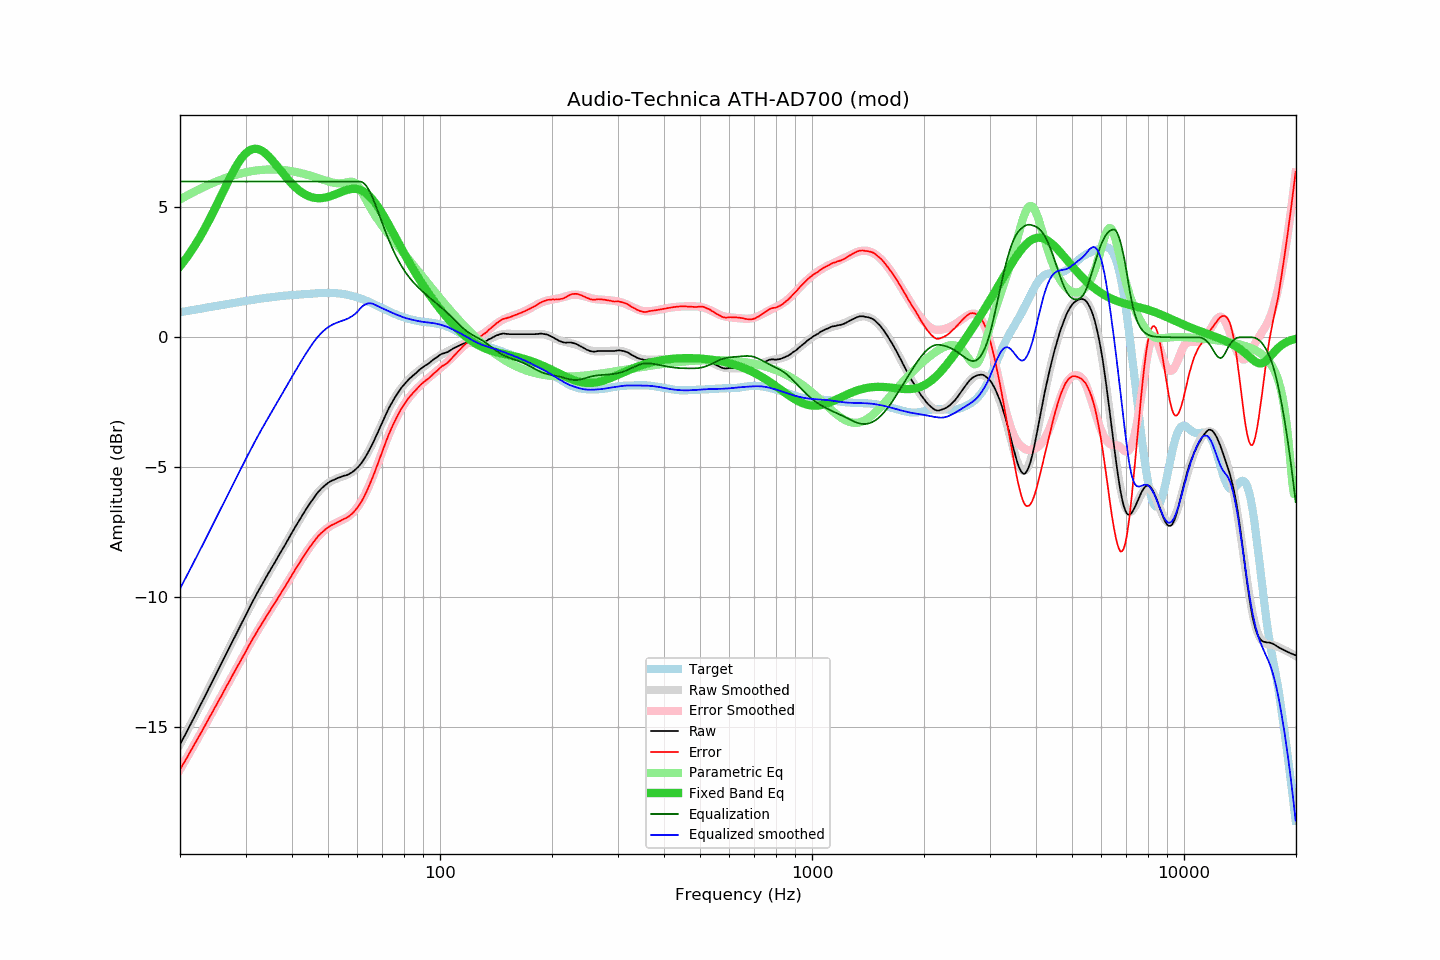 Audio-Technica ATH-AD700 (mod)
Amplitude (dBr)
5
0
−5
−10
−15
Target
Raw Smoothed
Error Smoothed
Raw
Error
Parametric Eq
Fixed Band Eq
Equalization
Equalized smoothed
100
1000
10000
Frequency (Hz)